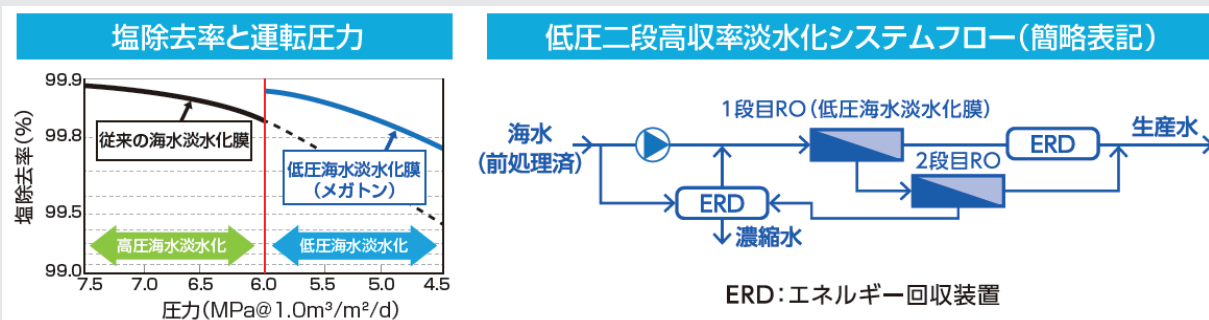 塩除去率と運転圧力
塩除去率(%)
99.9
99.8
99.5
99.0
従来の海水淡水化膜
低圧海水淡水化膜
(メガトン)
高圧海水淡水化
低圧海水淡水化
7.5 7.0 6.5 6.0 5.5 5.0 4.5
圧力(MPa@1.0m³/m²/d)
低圧二段高収率淡水化システムフロー(簡略表記)
海水
(前処理済)
1段目RO(低圧海水淡水化膜)
ERD
生産水
2段目RO
ERD
濃縮水
ERD:エネルギー回収装置